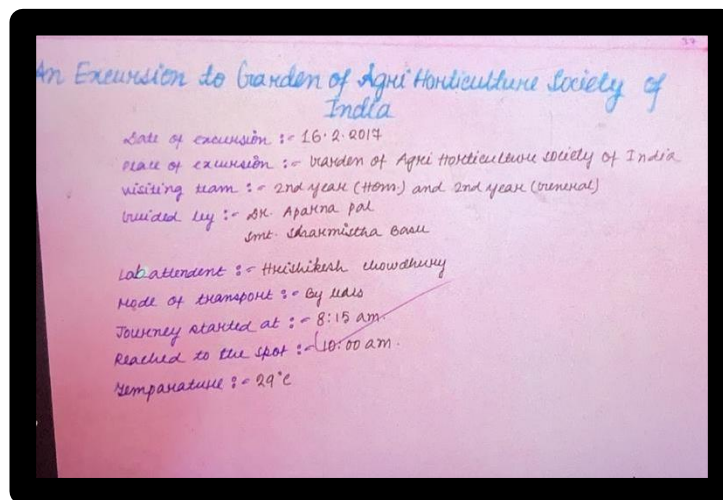 37
An Excursion to Garden of Agri Horticulture Society of
India
Date of excursion :- 16.2.2017
Place of excursion :- Garden of Agri Horticulture Society of India
Visiting team :- 2nd year (Hom.) and 2nd year (General)
Guided by :- DR. Aparna Pal
Smt. Sharmistha Basu
Lab attendent :- Hrishikesh Chowdhury
Mode of transport :- By
Journey started at :- 8:15 am.
Reached to the spot :- 10:00 am.
Temparature :- 29°c